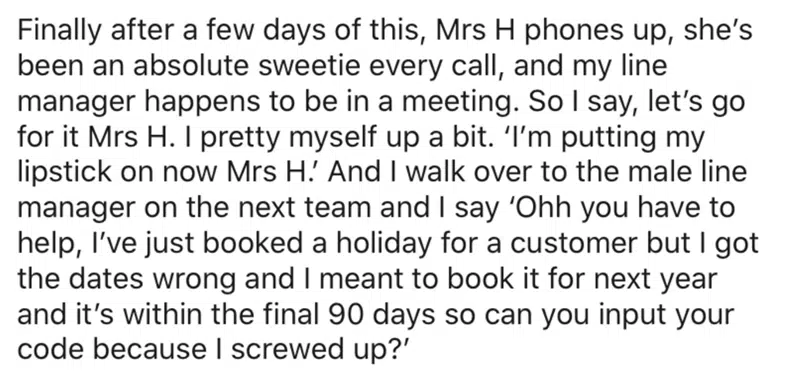 Finally after a few days of this, Mrs H phones up, she’s
been an absolute sweetie every call, and my line
manager happens to be in a meeting. So I say, let’s go
for it Mrs H. I pretty myself up a bit. ‘I’m putting my
lipstick on now Mrs H.’ And I walk over to the male line
manager on the next team and I say ‘Ohh you have to
help, I’ve just booked a holiday for a customer but I got
the dates wrong and I meant to book it for next year
and it’s within the final 90 days so can you input your
code because I screwed up?’